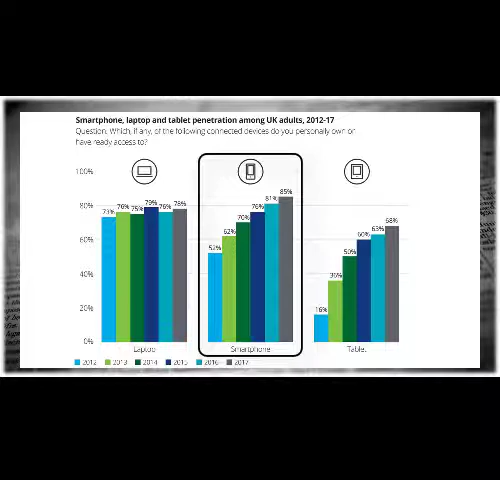 Smartphone, laptop and tablet penetration among UK adults, 2012-17
Question. Which, if any, of the following connected devices do you personally own or
have ready access to?
100%
80%
60%
40%
20%
0%
73% 76% 75% 79% 76% 78%
52% 62% 70% 76% 81% 85%
16% 36% 50% 60% 63% 68%
Laptop Smartphone Tablet
2012 2013 2014 2015 2016 2017